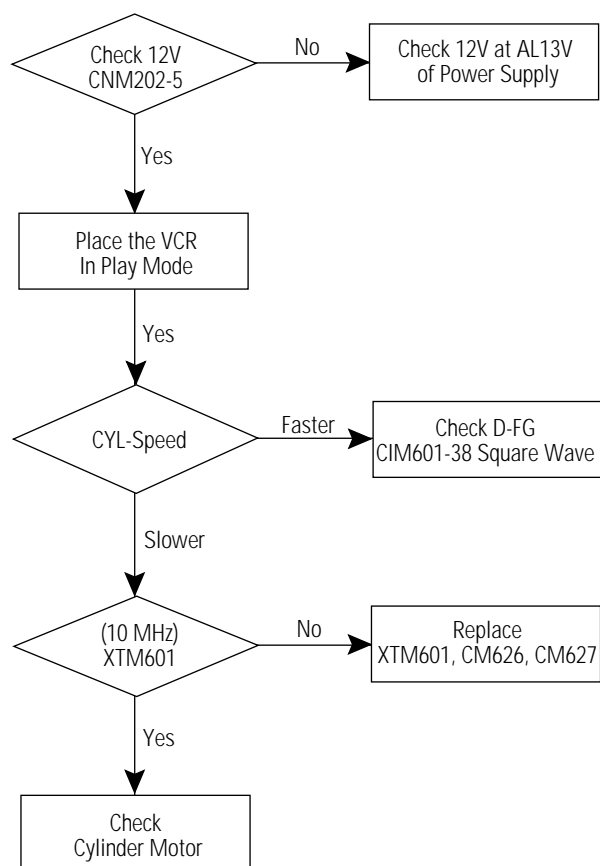 Check 12V
CNM202-5
No
Check 12V at AL13V
of Power Supply
Yes
Place the VCR
In Play Mode
Yes
CYL-Speed
Faster
Check D-FG
CIM601-38 Square Wave
Slower
(10 MHz)
XTM601
No
Replace
XTM601, CM626, CM627
Yes
Check
Cylinder Motor